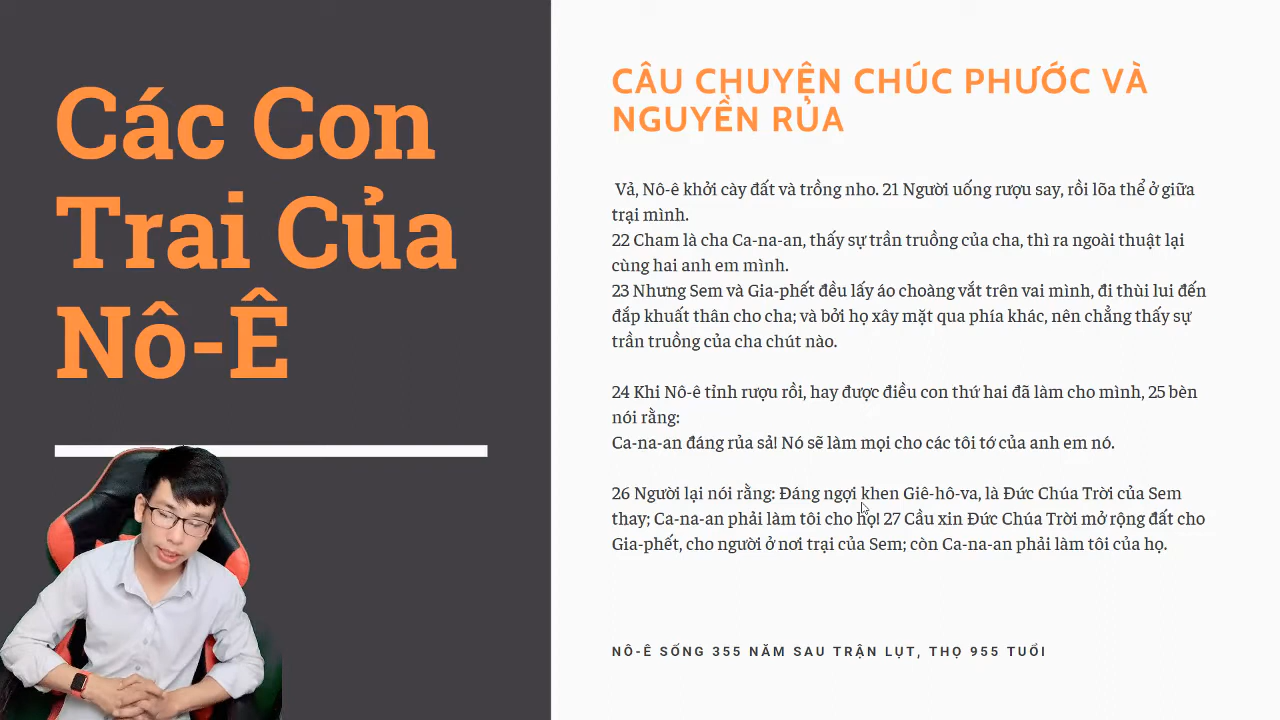 Các Con
Trai Của
Nô-Ê
CÂU CHUYỆN CHÚC PHƯỚC VÀ
NGUYỀN RỦA
Vả, Nô-ê khởi cày đất và trồng nho. 21 Người uống rượu say, rồi lõa thể ở giữa
trại mình.
22 Cham là cha Ca-na-an, thấy sự trần truồng của cha, thì ra ngoài thuật lại
cùng hai anh em mình.
23 Nhưng Sem và Gia-phết đều lấy áo choàng vắt trên vai mình, đi thùi lui đến
đắp khuất thân cho cha; và bởi họ xây mặt qua phía khác, nên chẳng thấy sự
trần truồng của cha chút nào.
24 Khi Nô-ê tỉnh rượu rồi, hay được điều con thứ hai đã làm cho mình, 25 bèn
nói rằng:
Ca-na-an đáng rủa sả! Nó sẽ làm mọi cho các tôi tớ của anh em nó.
26 Người lại nói rằng: Đáng ngợi khen Giê-hô-va, là Đức Chúa Trời của Sem
thay; Ca-na-an phải làm tôi cho họ! 27 Cầu xin Đức Chúa Trời mở rộng đất cho
Gia-phết, cho người ở nơi trại của Sem; còn Ca-na-an phải làm tôi của họ.
NÔ-Ê SỐNG 355 NĂM SAU TRẬN LỤT, THỌ 955 TUỔI